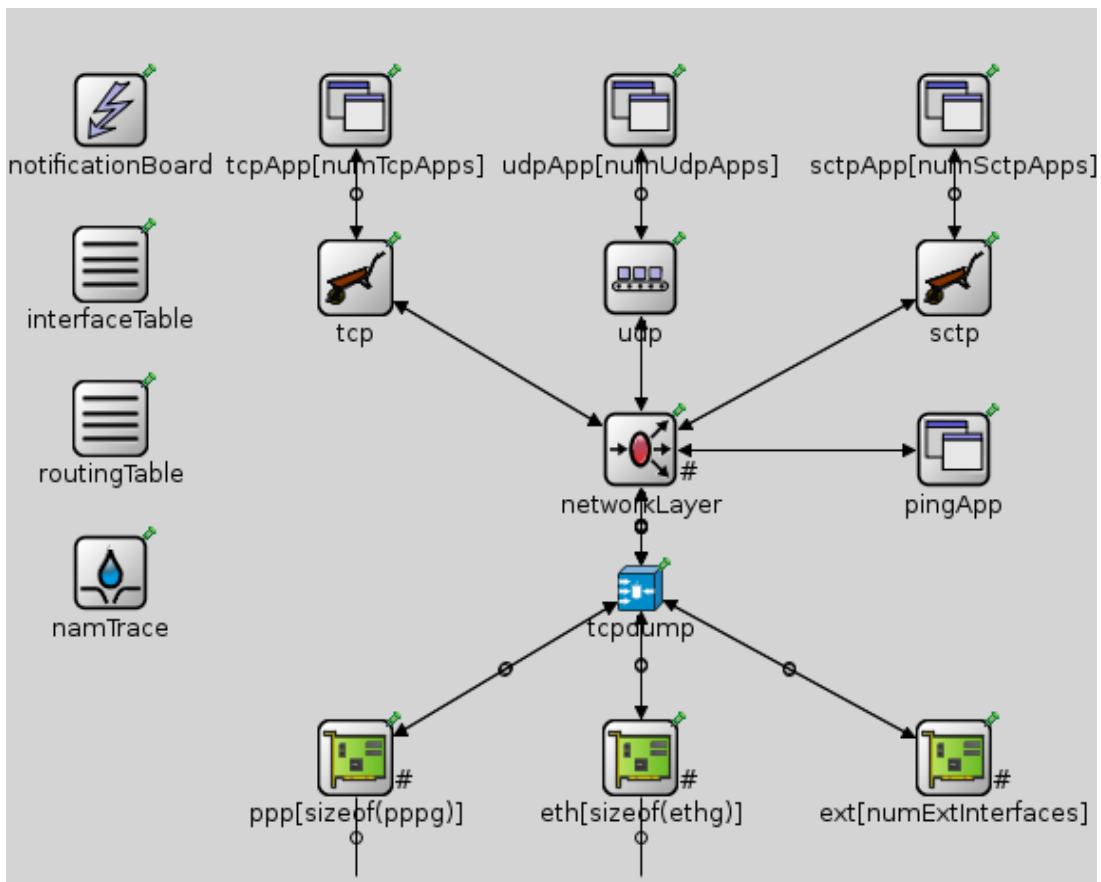 notificationBoard
tcpApp[numTcpApps]
udpApp[numUdpApps]
sctpApp[numSctpApps]
interfaceTable
tcp
udp
sctp
routingTable
#
networkLayer
pingApp
namTrace
tcpdump
#
#
#
ppp[sizeof(pppg)]
eth[sizeof(ethg)]
ext[numExtInterfaces]